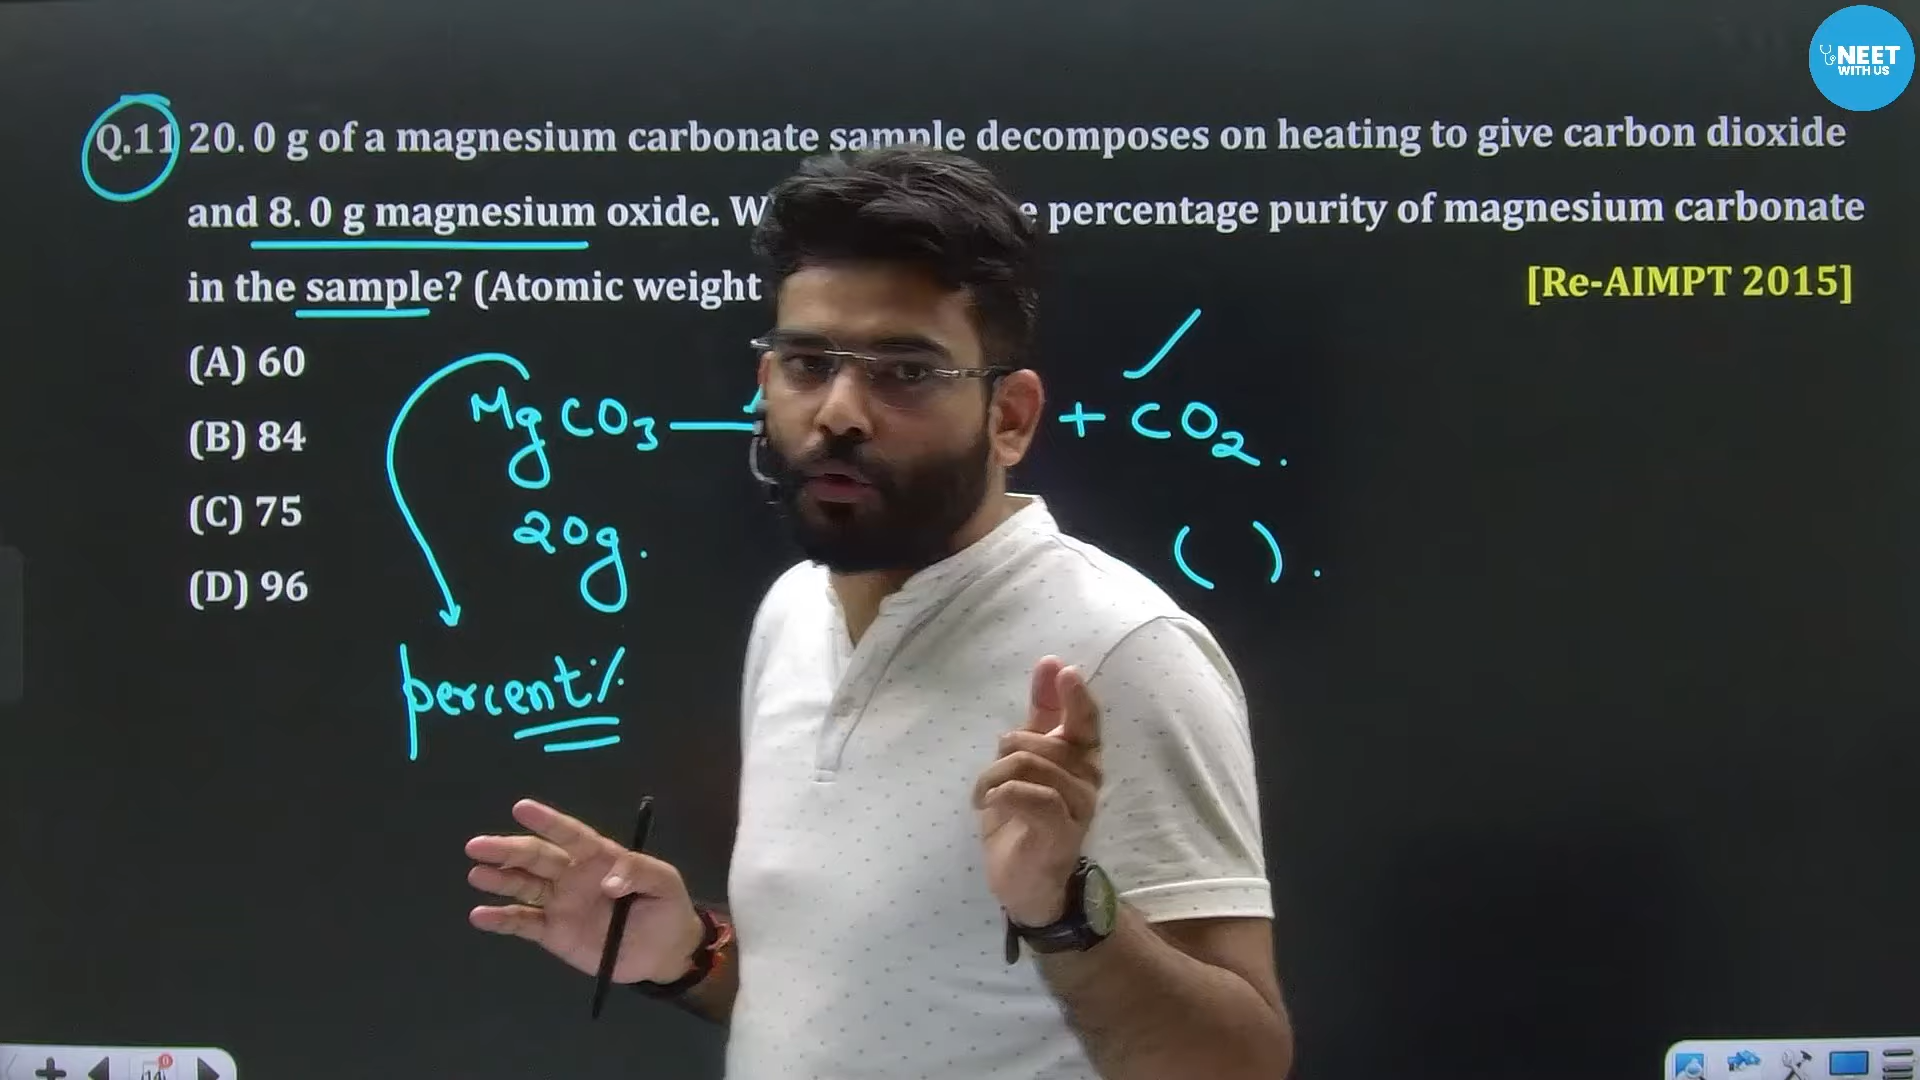 NEET
WITH US
Q.11 20.0 g of a magnesium carbonate sample decomposes on heating to give carbon dioxide
and 8.0 g magnesium oxide. W e percentage purity of magnesium carbonate
in the sample? (Atomic weight
[Re-AIMPT 2015]
(A) 60
(B) 84
(C) 75
(D) 96
MgCO3 + CO2.
20g. ( ).
percent%
14
0